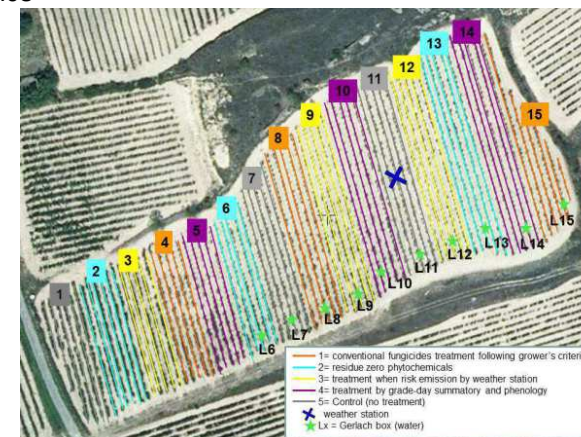 1
2
3
4
5
6
7
8
9
10
11
12
13
14
15
L6
L7
L8
L9
L10
L11
L12
L13
L14
L15
1= conventional fungicides treatment following grower's criteri
2= residue zero phytochemicals
3= treatment when risk emission by weather station
4= treatment by grade-day summatory and phenology
5= Control (no treatment)
weather station
Lx = Gerlach box (water)